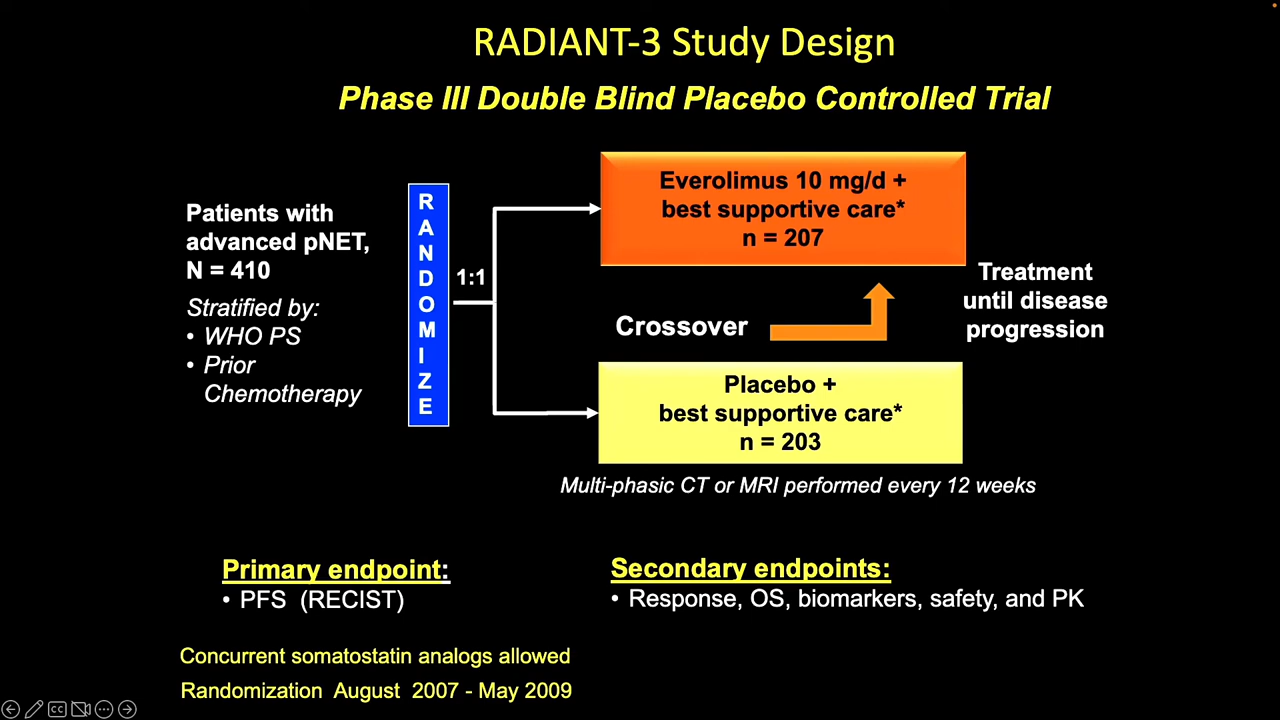 RADIANT-3 Study Design
Phase III Double Blind Placebo Controlled Trial
Patients with
advanced pNET,
N = 410
Stratified by:
• WHO PS
• Prior
Chemotherapy
RANDOMIZE
1:1
Everolimus 10 mg/d +
best supportive care*
n = 207
Crossover
Placebo +
best supportive care*
n = 203
Treatment
until disease
progression
Multi-phasic CT or MRI performed every 12 weeks
Primary endpoint:
• PFS (RECIST)
Secondary endpoints:
• Response, OS, biomarkers, safety, and PK
Concurrent somatostatin analogs allowed
Randomization August 2007 - May 2009
CC